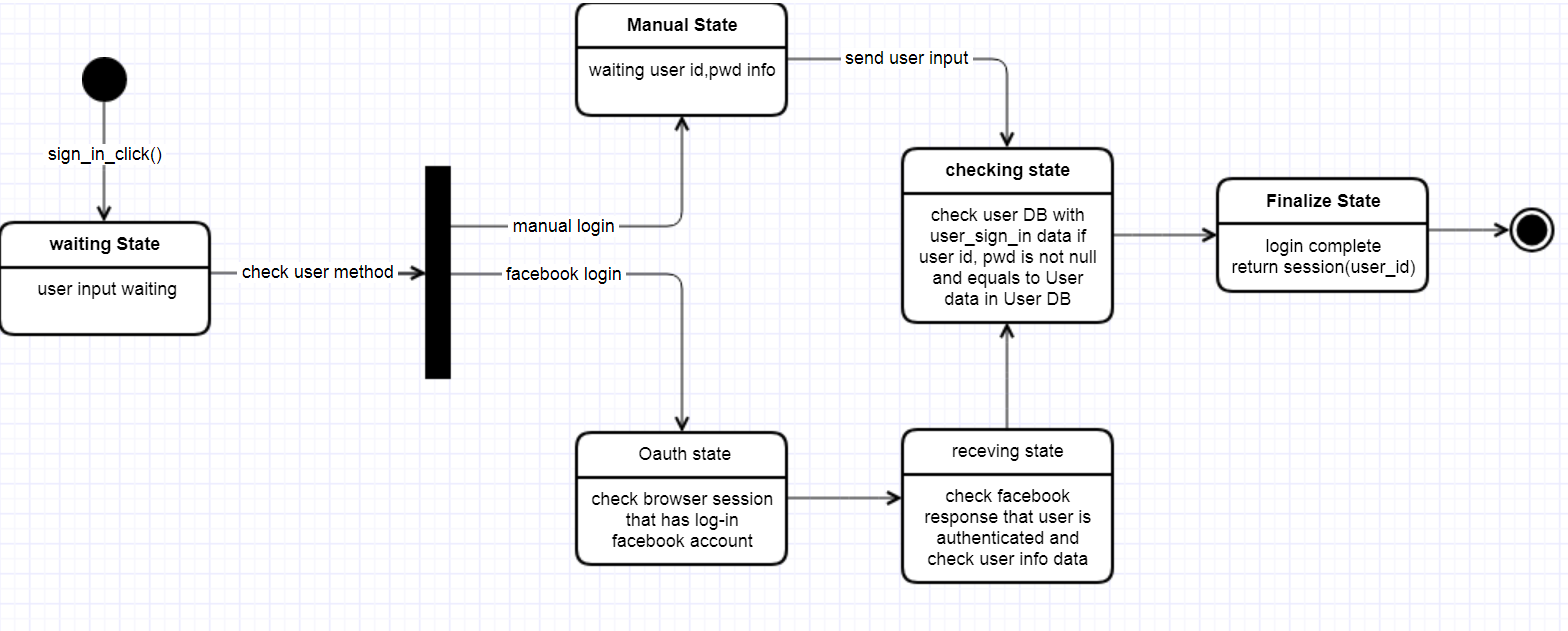 Manual State
waiting user id,pwd info
send user input
sign_in_click()
checking state
check user DB with
user_sign_in data if
user id, pwd is not null
and equals to User
data in User DB
Finalize State
login complete
return session(user_id)
waiting State
user input waiting
check user method
manual login
facebook login
Oauth state
check browser session
that has log-in
facebook account
receving state
check facebook
response that user is
authenticated and
check user info data